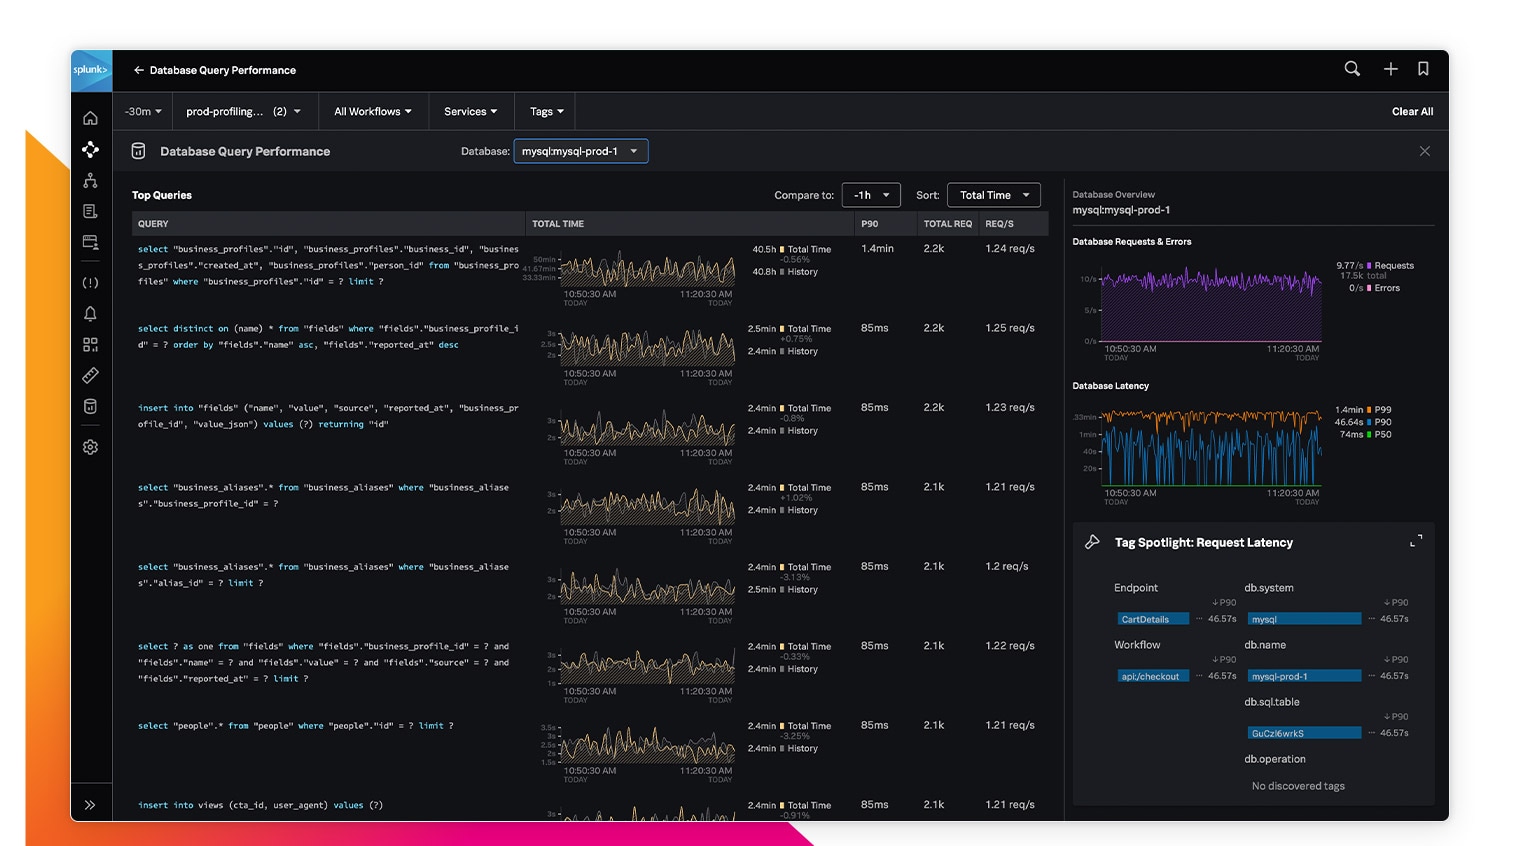 splunk>
← Database Query Performance
-30m
prod-profiling... (2)
All Workflows
Services
Tags
Clear All
Database Query Performance
Database:
mysql:mysql-prod-1
Top Queries
Compare to:
-1h
Sort:
Total Time
QUERY
TOTAL TIME
P90
TOTAL REQ
REQ/S
select "business_profiles"."id", "business_profiles"."business_id", "busines
s_profiles"."created_at", "business_profiles"."person_id" from "business_pro
files" where "business_profiles"."id" = ? limit ?
50min
41.67min
33.33min
10:50:30 AM
TODAY
11:20:30 AM
TODAY
40.5h Total Time
-0.56%
40.8h History
1.4min
2.2k
1.24 req/s
select distinct on (name) * from "fields" where "fields"."business_profile_i
d" = ? order by "fields"."name" asc, "fields"."reported_at" desc
3s
2.5s
2s
10:50:30 AM
TODAY
11:20:30 AM
TODAY
2.5min Total Time
+0.75%
2.4min History
85ms
2.2k
1.25 req/s
insert into "fields" ("name", "value", "source", "reported_at", "business_pr
ofile_id", "value_json") values (?) returning "id"
3s
2s
10:50:30 AM
TODAY
11:20:30 AM
TODAY
2.4min Total Time
-0.8%
2.4min History
85ms
2.2k
1.23 req/s
select "business_aliases".* from "business_aliases" where "business_aliase
s"."business_profile_id" = ?
3s
2s
10:50:30 AM
TODAY
11:20:30 AM
TODAY
2.4min Total Time
+1.02%
2.4min History
85ms
2.1k
1.21 req/s
select "business_aliases".* from "business_aliases" where "business_aliase
s"."alias_id" = ? limit ?
3s
2s
10:50:30 AM
TODAY
11:20:30 AM
TODAY
2.4min Total Time
-3.13%
2.5min History
85ms
2.1k
1.2 req/s
select ? as one from "fields" where "fields"."business_profile_id" = ? and
"fields"."name" = ? and "fields"."value" = ? and "fields"."source" = ? and
"fields"."reported_at" = ? limit ?
3s
2s
1s
10:50:30 AM
TODAY
11:20:30 AM
TODAY
2.4min Total Time
-0.33%
2.4min History
85ms
2.1k
1.22 req/s
select "people".* from "people" where "people"."id" = ? limit ?
3.5s
3s
2.5s
2s
1.5s
10:50:30 AM
TODAY
11:20:30 AM
TODAY
2.4min Total Time
-3.25%
2.4min History
85ms
2.1k
1.21 req/s
insert into views (cta_id, user_agent) values (?)
3s
2.4min Total Time
-0.91%
85ms
2.1k
1.21 req/s
Database Overview
mysql:mysql-prod-1
Database Requests & Errors
10/s
5/s
0/s
10:50:30 AM
TODAY
11:20:30 AM
TODAY
9.77/s Requests
17.5k total
0/s Errors
Database Latency
.33min
1min
40s
20s
10:50:30 AM
TODAY
11:20:30 AM
TODAY
1.4min P99
46.64s P90
74ms P50
Tag Spotlight: Request Latency
Endpoint
↓ P90
CartDetails ··· 46.57s
Workflow
↓ P90
api:/checkout ··· 46.57s
db.system
↓ P90
mysql ··· 46.57s
db.name
↓ P90
mysql-prod-1 ··· 46.57s
db.sql.table
↓ P90
GuCzI6wrkS ··· 46.57s
db.operation
No discovered tags